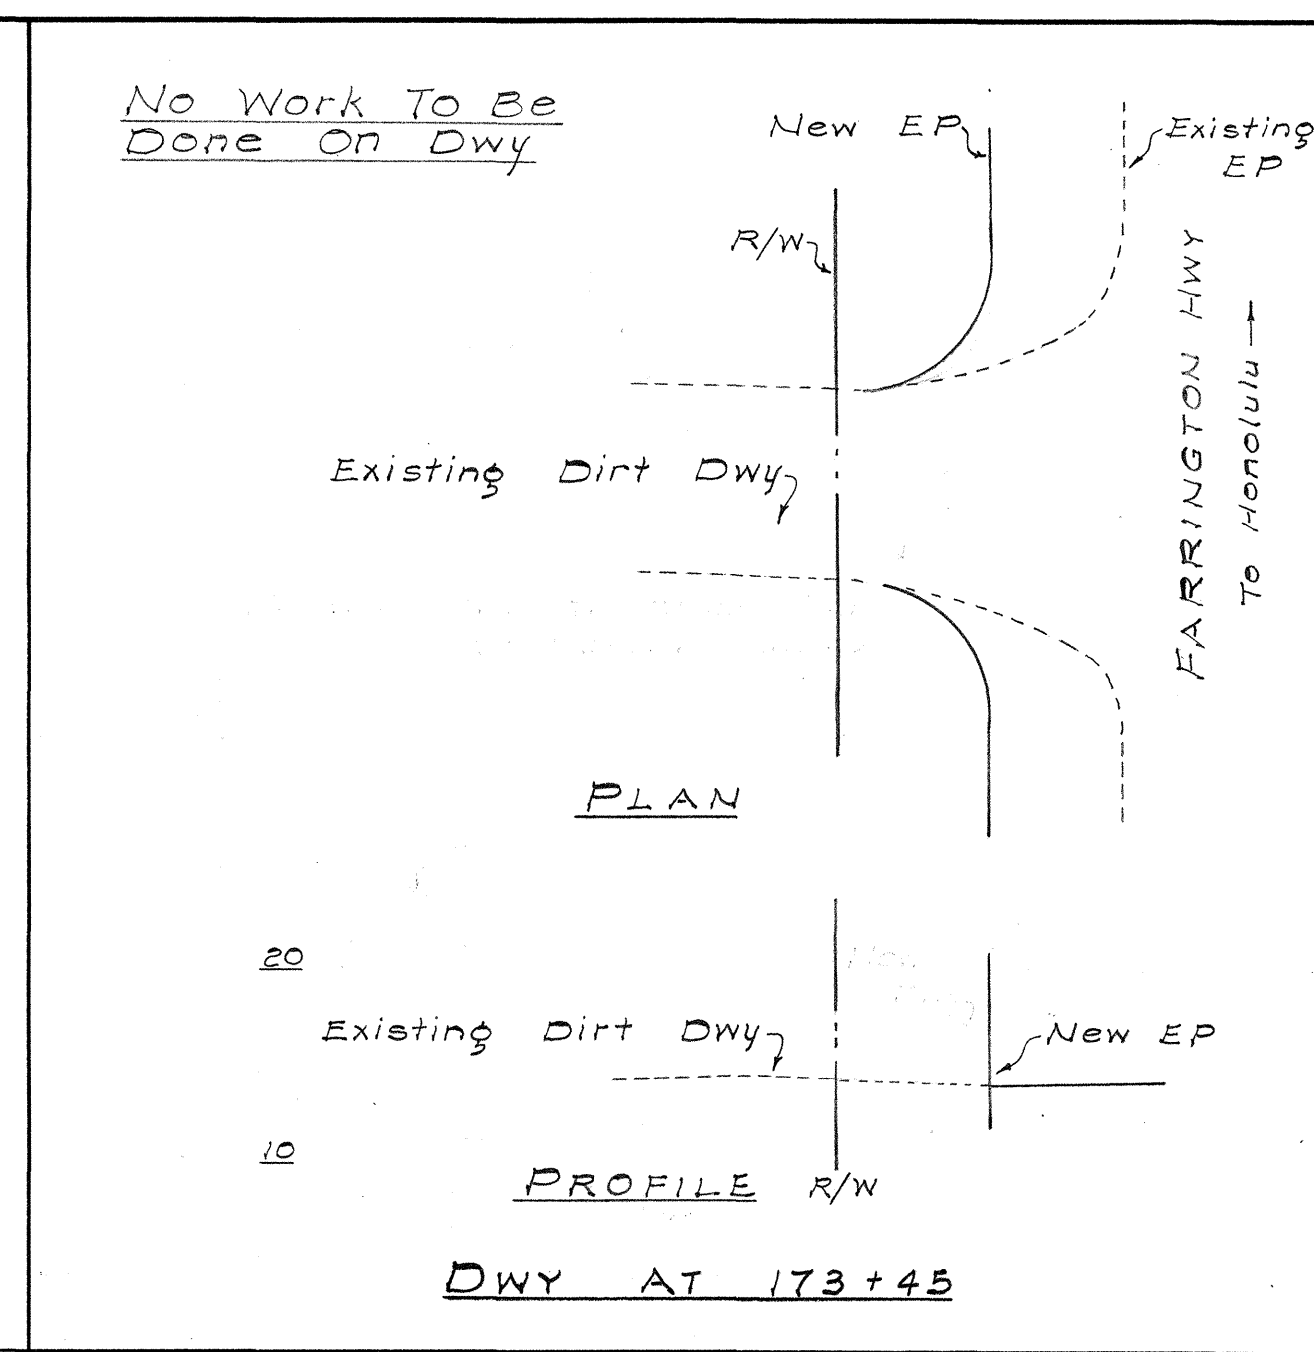 No Work To Be
Done On Dwy
New EP
Existing
EP
R/W
FARRINGTON HWY
To Honolulu
Existing Dirt Dwy
PLAN
20
Existing Dirt Dwy
New EP
10
PROFILE
R/W
DWY AT 173+45